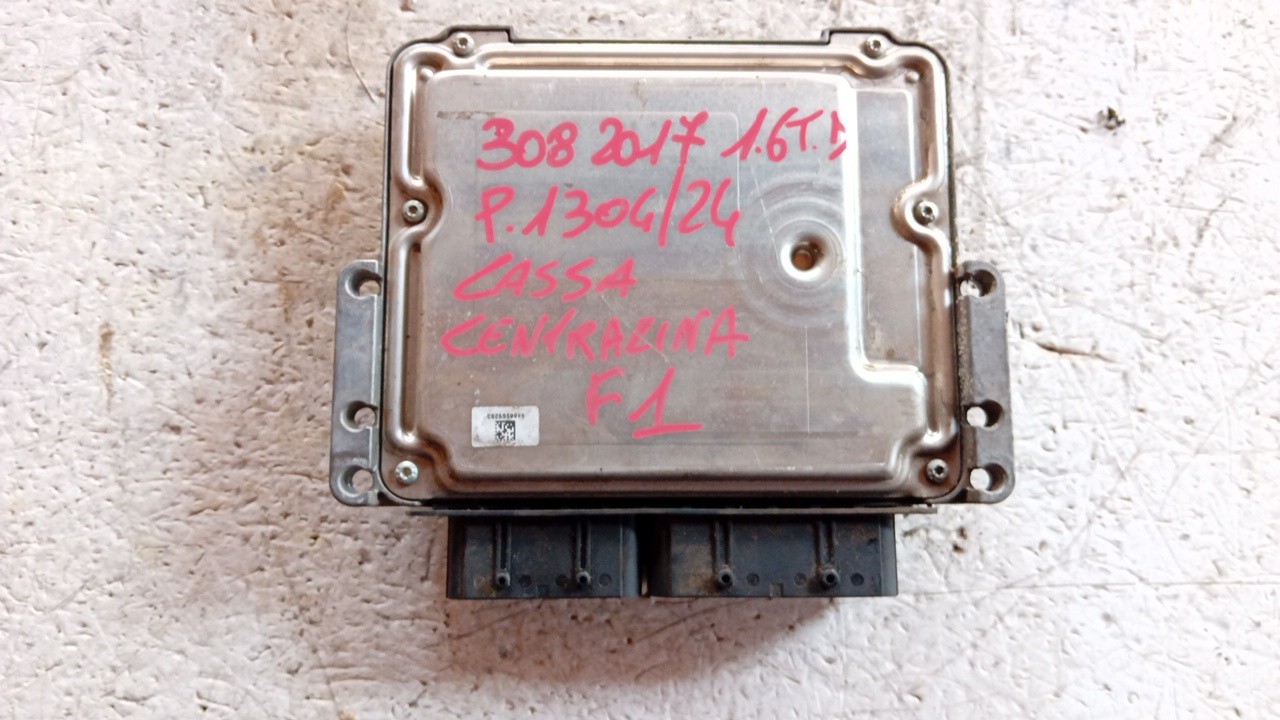 308 2017 1.6T.D
P.1304/24
CASSA
CENTRALINA
F1